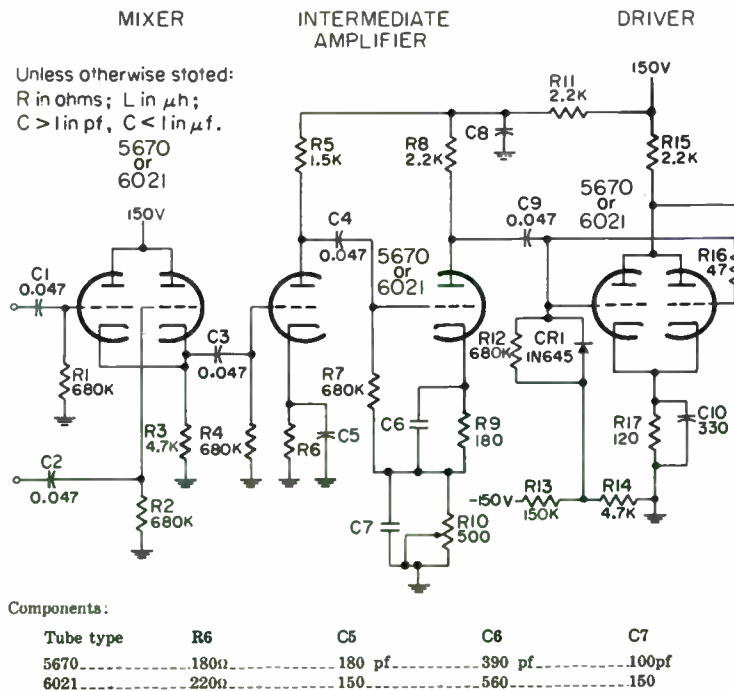 MIXER
INTERMEDIATE
AMPLIFIER
DRIVER
Unless otherwise stated:
R in ohms; L in μh;
C > 1 in pf, C < 1 in μf.
5670
or
6021
150V
C1
0.047
R1
680K
C2
0.047
R2
680K
R3
4.7K
C3
0.047
R4
680K
R5
1.5K
C4
0.047
R6
C5
R7
680K
5670
or
6021
R8
2.2K
C8
R11
2.2K
C6
R9
180
C7
R10
500
C9
0.047
150V
R15
2.2K
5670
or
6021
R16
47
R12
680K
CR1
1N645
R17
120
C10
330
-150V
R13
150K
R14
4.7K
Components:
Tube type R6 C5 C6 C7
5670 180Ω 180 pf 390 pf 100pf
6021 220Ω 150 560 150